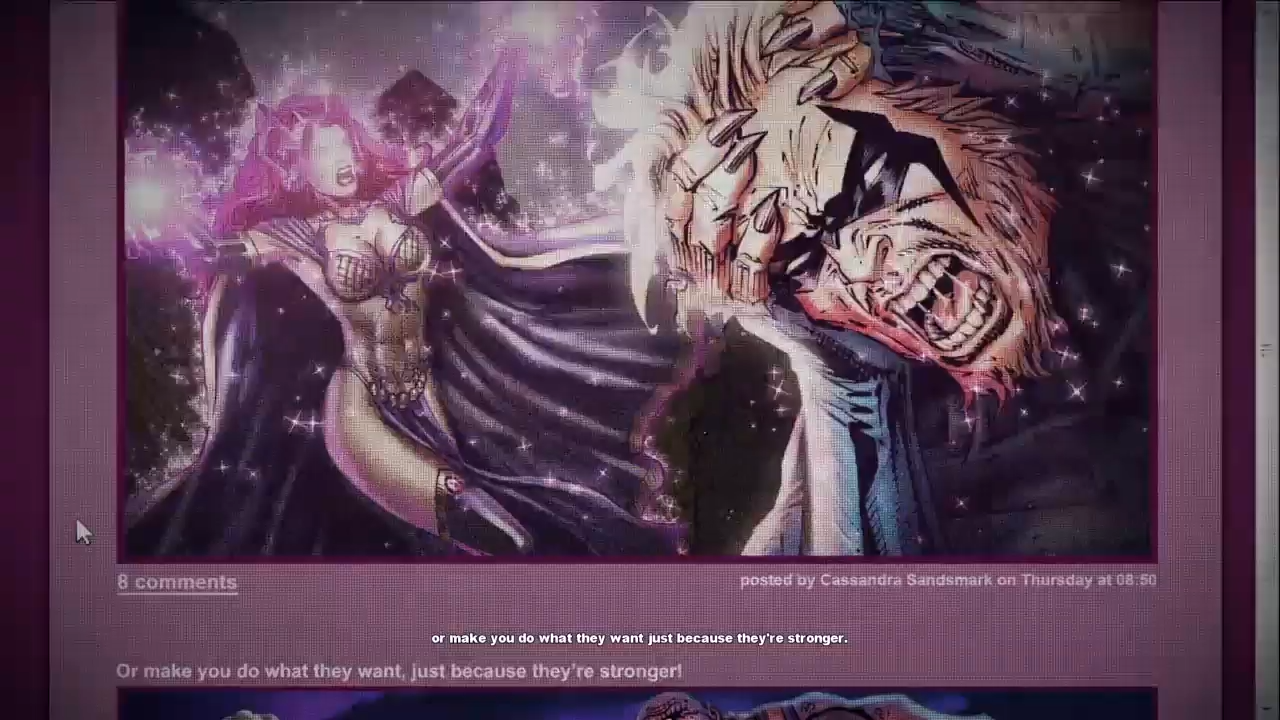 8 comments
posted by Cassandra Sandsmark on Thursday at 08:50
or make you do what they want just because they're stronger.
Or make you do what they want, just because they're stronger!